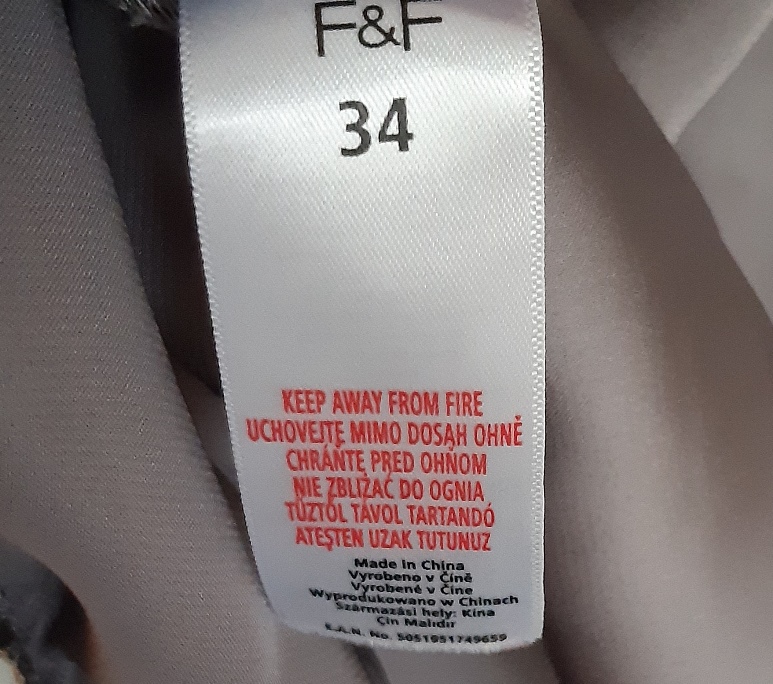 F&F
34
KEEP AWAY FROM FIRE
UCHOVEJTE MIMO DOSAH OHNĚ
CHRÁŇTE PRED OHŇOM
NIE ZBLIŻAĆ DO OGNIA
TŰZTŐL TÁVOL TARTANDÓ
ATEŞTEN UZAK TUTUNUZ
Made in China
Vyrobeno v Číně
Vyrobené v Číne
Wyprodukowano w Chinach
Származási hely: Kína
Çin Malıdır
E.A.N. No. 5051951749659